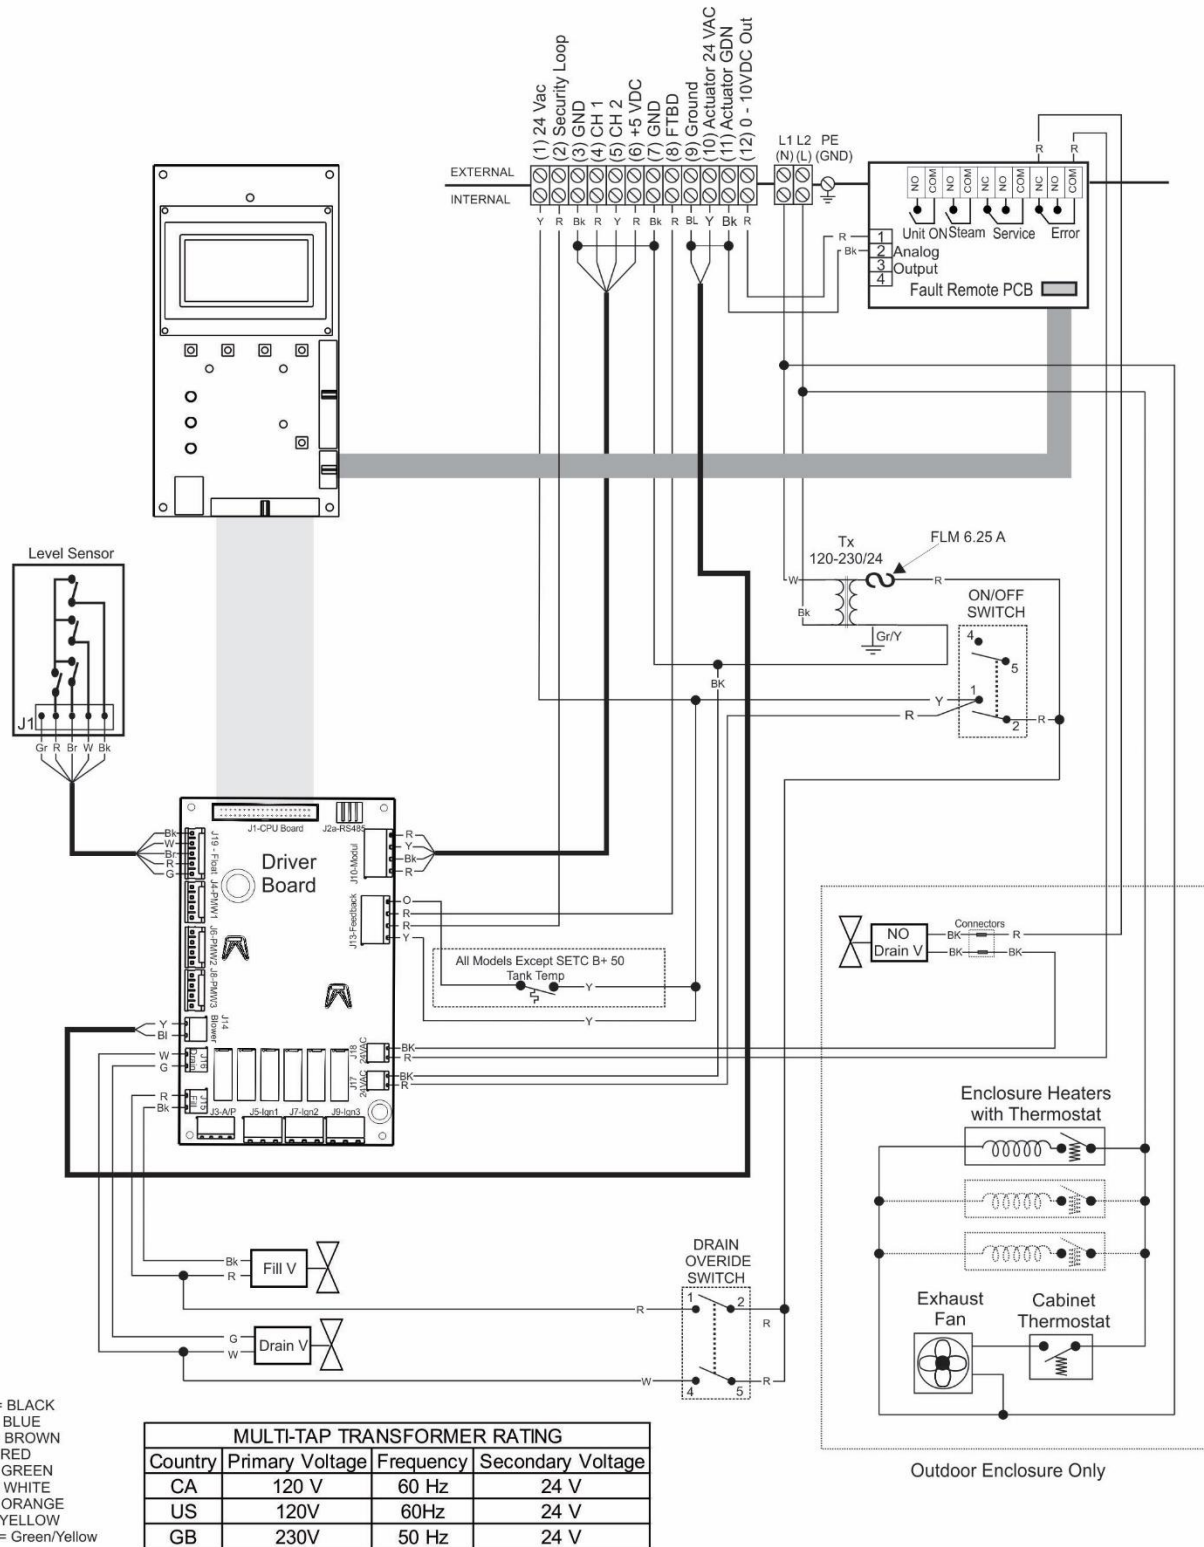 (1) 24 Vac
(2) Security Loop
(3) GND
(4) CH 1
(5) CH 2
(6) +5 VDC
(7) GND
(8) FTBD
(9) Ground
(10) Actuator 24 VAC
(11) Actuator GDN
(12) 0 - 10VDC Out
L1 L2 PE
(N) (L) (GND)
EXTERNAL
INTERNAL
Y R Bk R Y R Bk R BL Y Bk R
R R
NO COM NO COM NC NO COM NC NO COM
Unit ON Steam Service Error
R 1
Bk 2 Analog
3 Output
4
Fault Remote PCB
Level Sensor
J1
Gr R Br W Bk
Tx
120-230/24
FLM 6.25 A
W
R
Bk
Gr/Y
ON/OFF
SWITCH
4
5
1
2
Y
R
R
BK
J1-CPU Board
J2a-RS485
Driver
Board
Bk
W
Br
R
G
J19 - Float
J4-PMW1
J6-PMW2
J8-PMW3
J14
Blower
Y
Bl
J16
Drain
W
G
J15
Fill
R
Bk
J10-Modul
R
Y
Bk
R
J13-Feedback
O
R
R
Y
All Models Except SETC B+ 50
Tank Temp
Y
Y
J18
24VAC
BK
R
J17
24VAC
BK
R
J3-A/P J5-Ign1 J7-Ign2 J9-Ign3
NO
Drain V
Connectors
BK R
BK BK
Enclosure Heaters
with Thermostat
Exhaust
Fan
Cabinet
Thermostat
Outdoor Enclosure Only
Bk
R
Fill V
G
W
Drain V
DRAIN
OVERIDE
SWITCH
1
2
4
5
R
R
W
R
= BLACK
BLUE
BROWN
RED
GREEN
WHITE
ORANGE
YELLOW
= Green/Yellow
MULTI-TAP TRANSFORMER RATING
Country Primary Voltage Frequency Secondary Voltage
CA 120 V 60 Hz 24 V
US 120V 60Hz 24 V
GB 230V 50 Hz 24 V